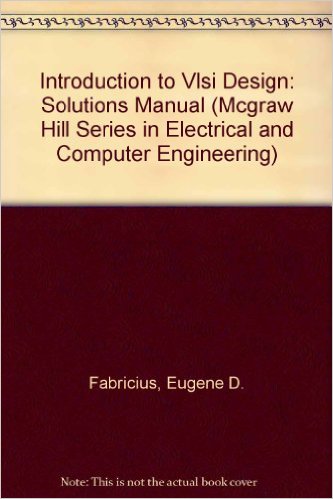 Introduction to Vlsi Design:
Solutions Manual (Mcgraw
Hill Series in Electrical and
Computer Engineering)
Fabricius, Eugene D.
Note: This is not the actual book cover